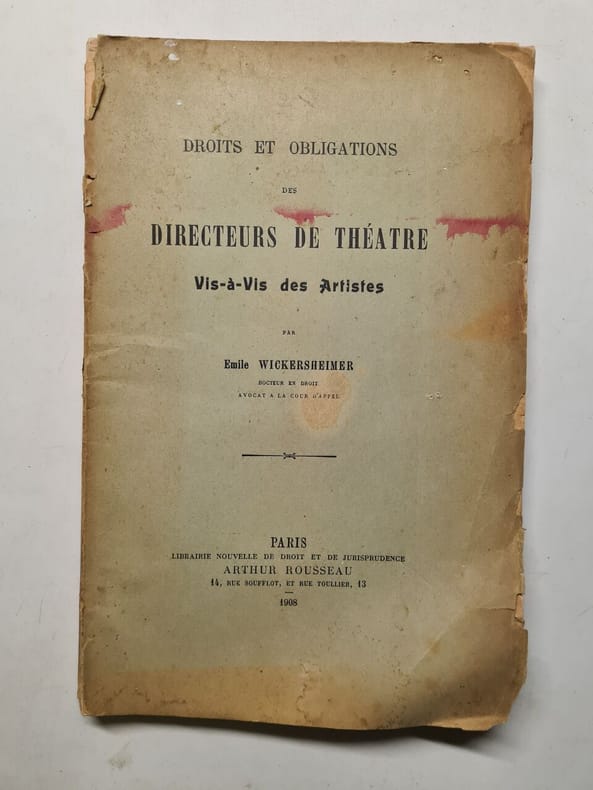 DROITS ET OBLIGATIONS
DES
DIRECTEURS DE THÉATRE
Vis-à-Vis des Artistes
PAR
Emile WICKERSHEIMER
DOCTEUR EN DROIT
AVOCAT A LA COUR D'APPEL
PARIS
LIBRAIRIE NOUVELLE DE DROIT ET DE JURISPRUDENCE
ARTHUR ROUSSEAU
14, RUE SOUFFLOT, ET RUE TOULLIER, 13
1908